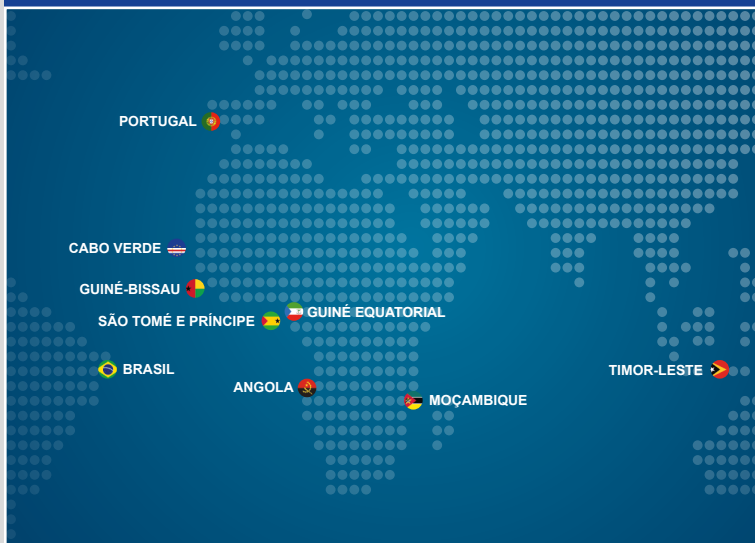 PORTUGAL
CABO VERDE
GUINÉ-BISSAU
GUINÉ EQUATORIAL
SÃO TOMÉ E PRÍNCIPE
BRASIL
TIMOR-LESTE
ANGOLA
MOÇAMBIQUE